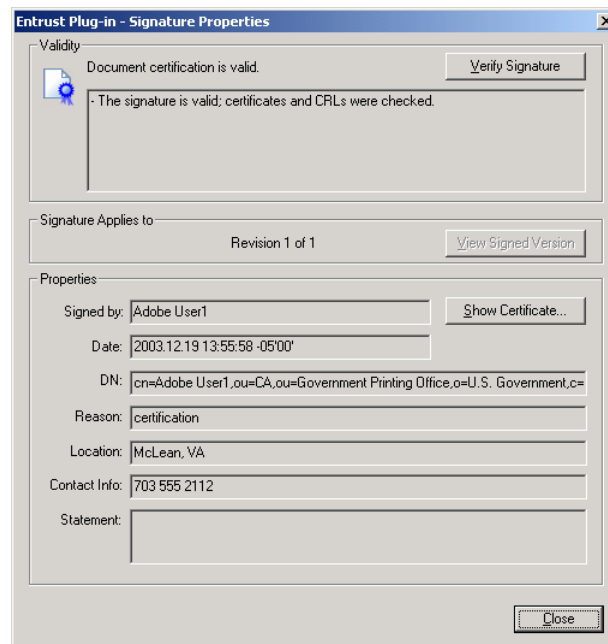 Entrust Plug-in - Signature Properties
Validity
Document certification is valid.
Verify Signature
- The signature is valid; certificates and CRLs were checked.
Signature Applies to
Revision 1 of 1
View Signed Version
Properties
Signed by: Adobe User1
Show Certificate...
Date: 2003.12.19 13:55:58 -05'00'
DN: cn=Adobe User1,ou=CA,ou=Government Printing Office,o=U.S. Government,c=
Reason: certification
Location: McLean, VA
Contact Info: 703 555 2112
Statement:
Close